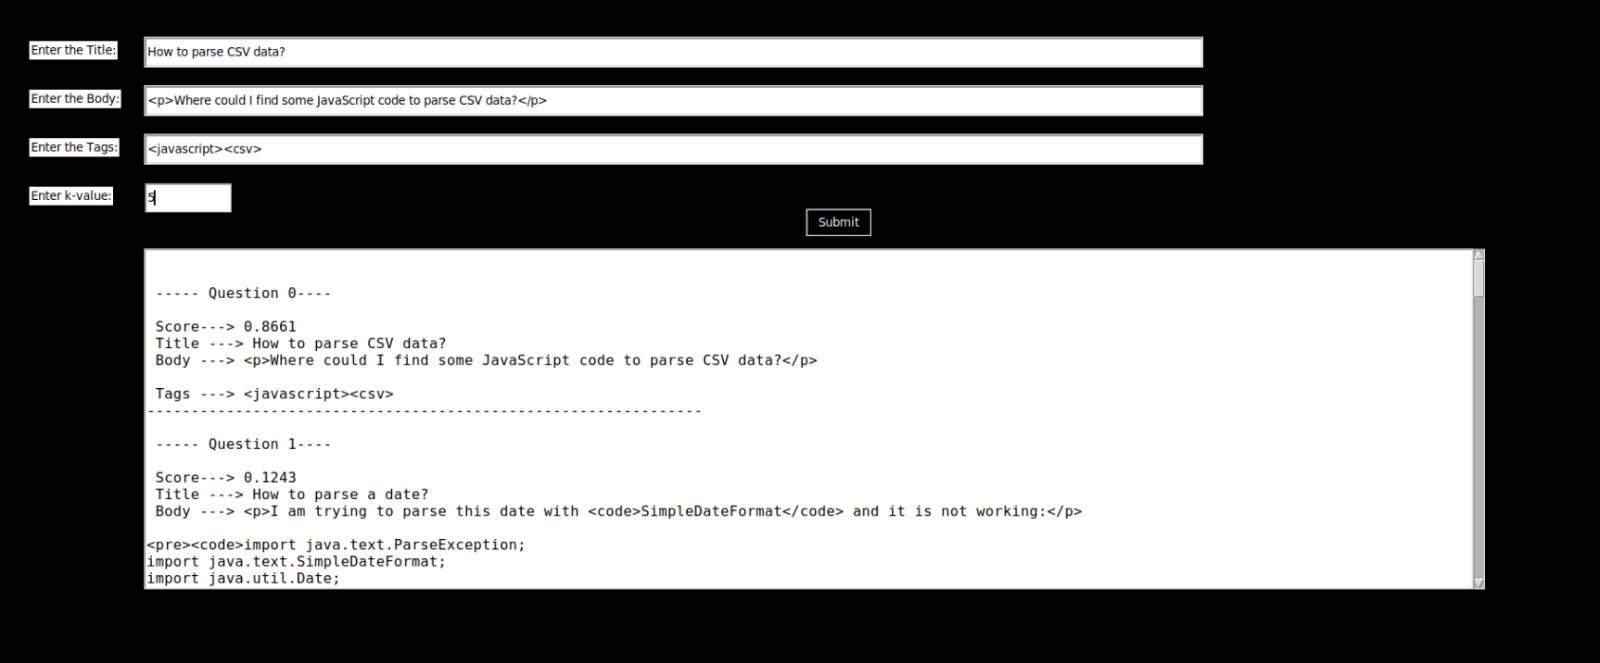 Enter the Title: How to parse CSV data?
Enter the Body: <p>Where could I find some JavaScript code to parse CSV data?</p>
Enter the Tags: <javascript><csv>
Enter k-value: 5
Submit
----- Question 0----
Score---> 0.8661
Title ---> How to parse CSV data?
Body ---> <p>Where could I find some JavaScript code to parse CSV data?</p>
Tags ---> <javascript><csv>
---------------------------------------------------------------
----- Question 1----
Score---> 0.1243
Title ---> How to parse a date?
Body ---> <p>I am trying to parse this date with <code>SimpleDateFormat</code> and it is not working:</p>
<pre><code>import java.text.ParseException;
import java.text.SimpleDateFormat;
import java.util.Date;